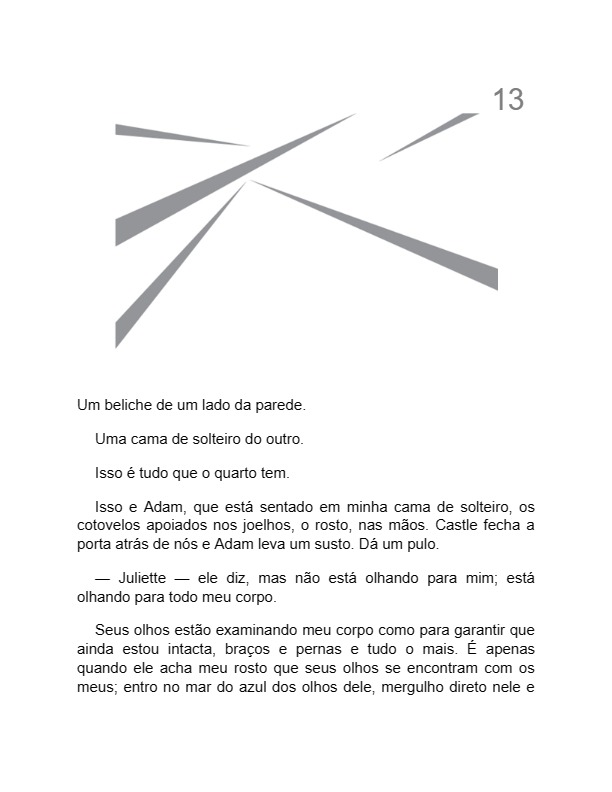 13
Um beliche de um lado da parede.
Uma cama de solteiro do outro.
Isso é tudo que o quarto tem.
Isso e Adam, que está sentado em minha cama de solteiro, os
cotovelos apoiados nos joelhos, o rosto, nas mãos. Castle fecha a
porta atrás de nós e Adam leva um susto. Dá um pulo.
— Juliette — ele diz, mas não está olhando para mim; está
olhando para todo meu corpo.
Seus olhos estão examinando meu corpo como para garantir que
ainda estou intacta, braços e pernas e tudo o mais. É apenas
quando ele acha meu rosto que seus olhos se encontram com os
meus; entro no mar do azul dos olhos dele, mergulho direto nele e